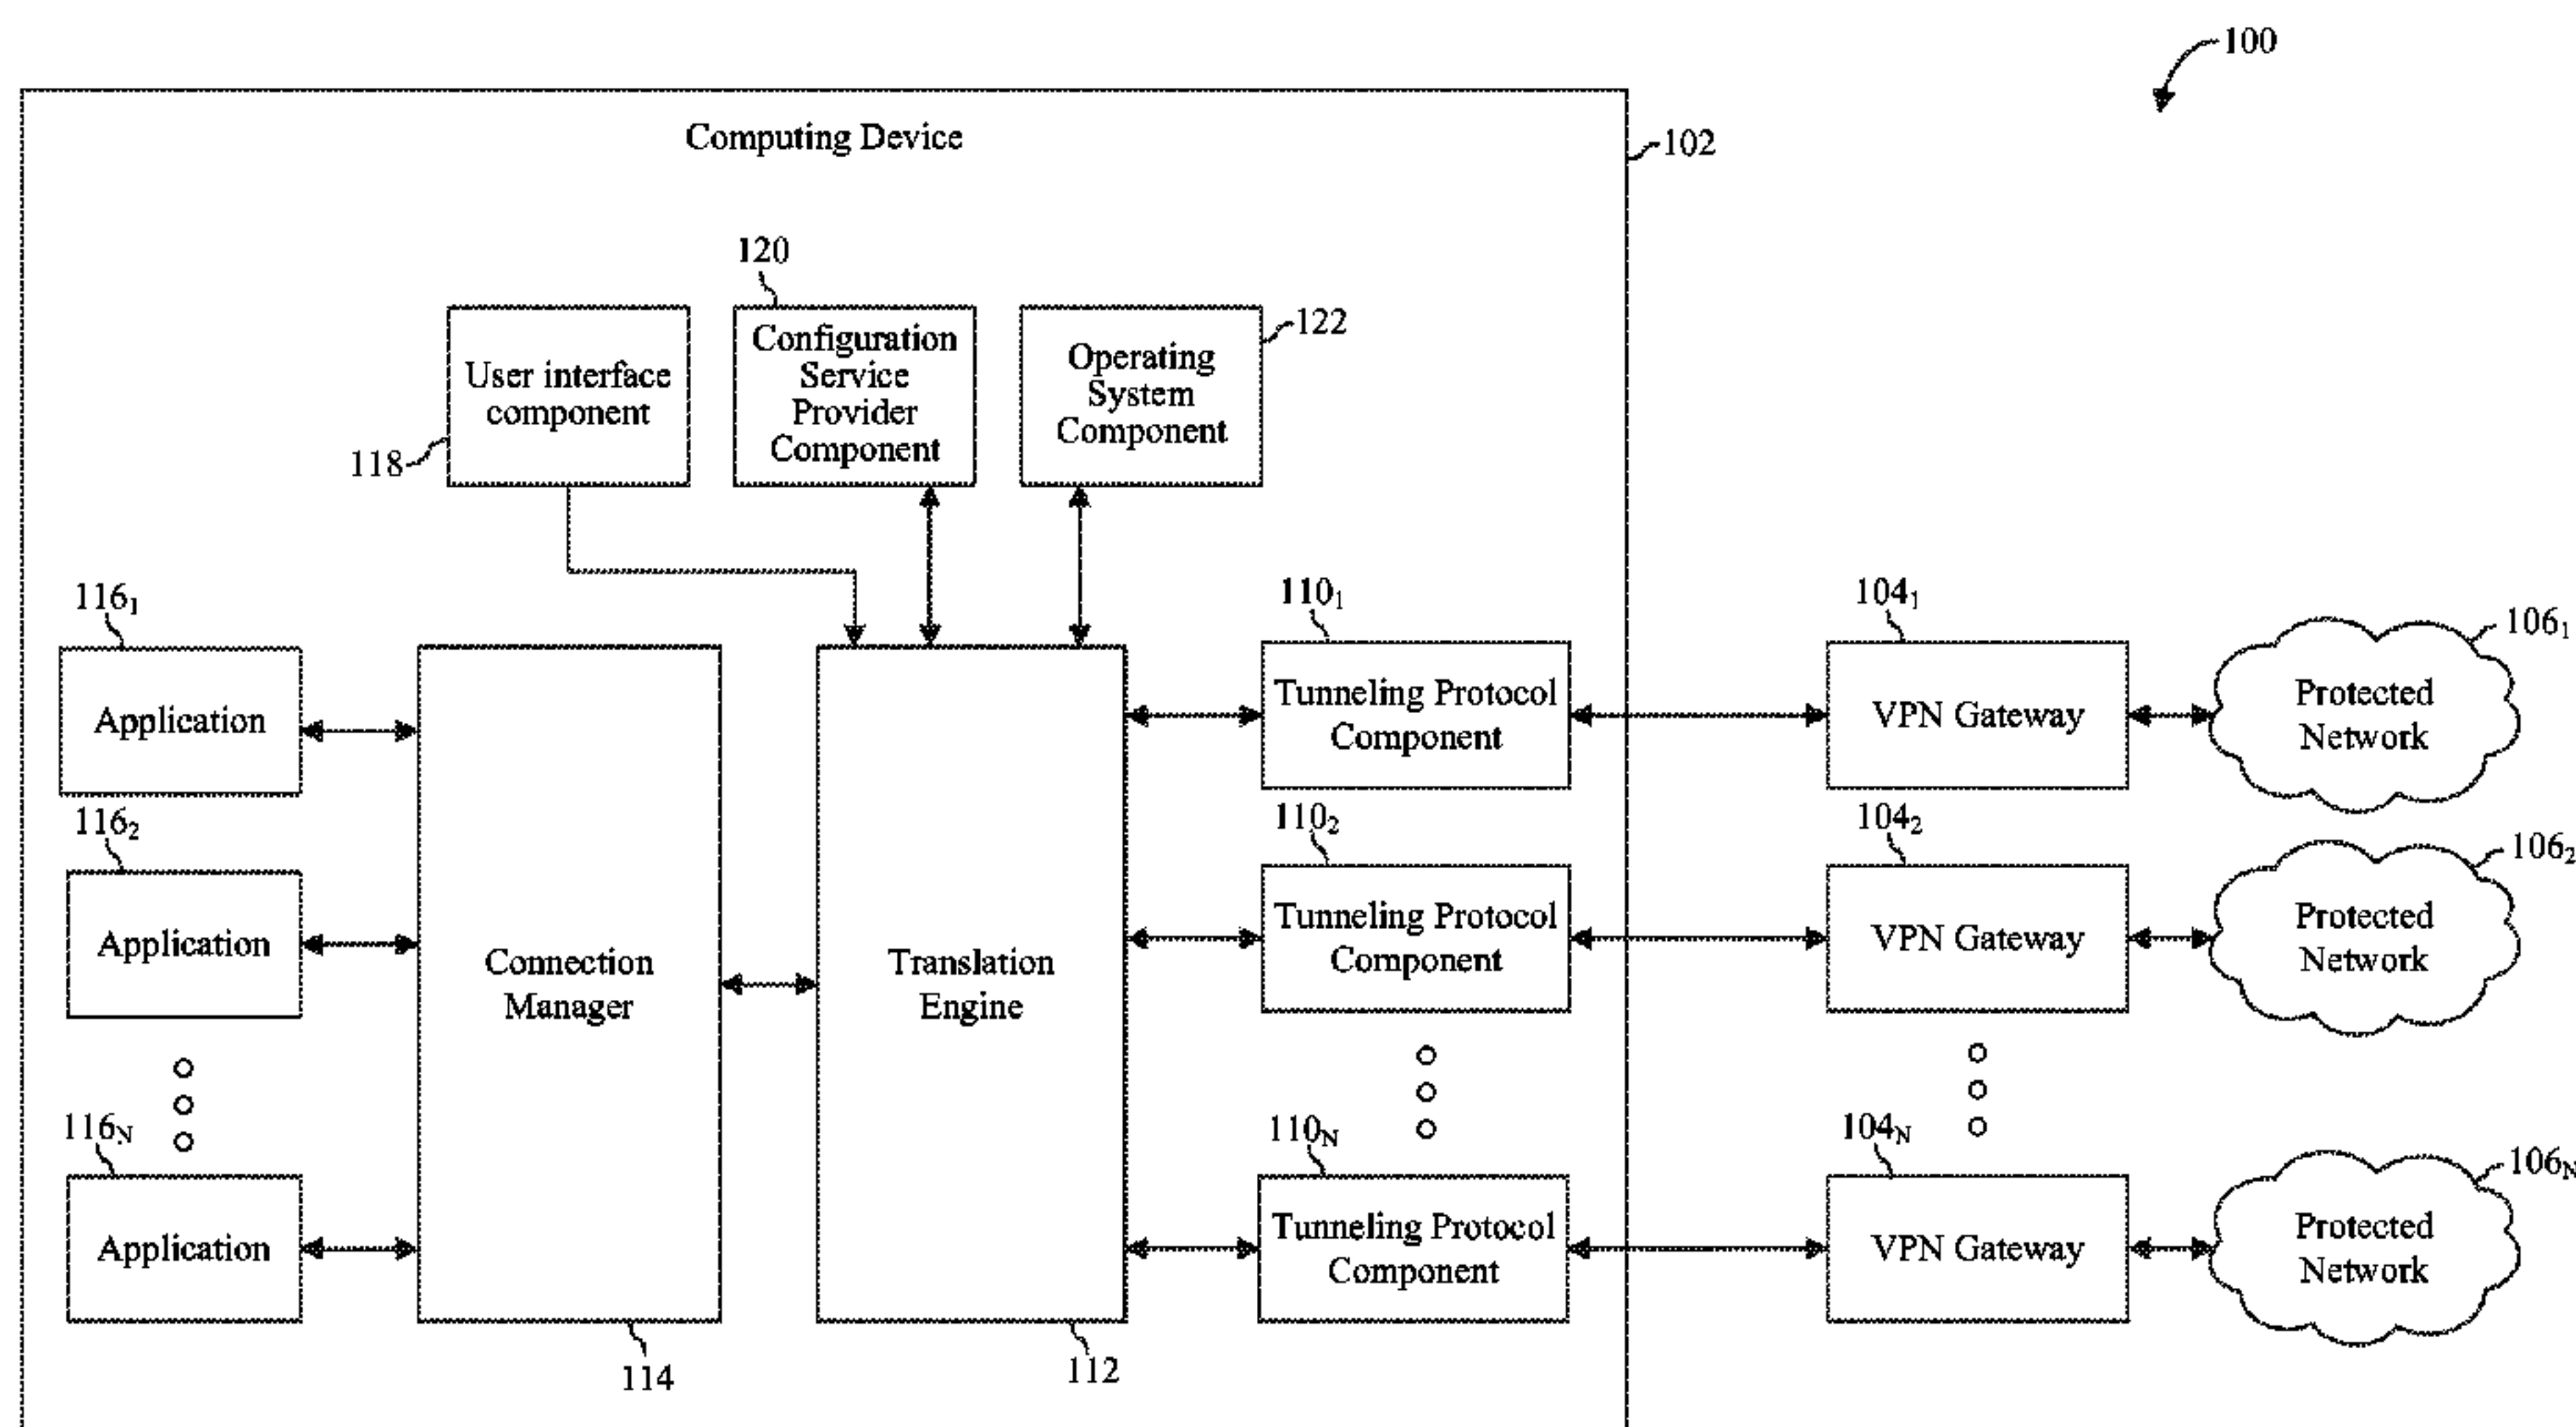 100
Computing Device
102
120
122
Configuration
Service
Provider
Component
User interface
component
Operating
System
Component
118
116₁
110₁
104₁
106₁
Application
Tunneling Protocol
Component
VPN Gateway
Protected
Network
116₂
110₂
104₂
106₂
Application
Connection
Manager
Translation
Engine
Tunneling Protocol
Component
VPN Gateway
Protected
Network
116ₙ
110ₙ
104ₙ
106ₙ
Application
Tunneling Protocol
Component
VPN Gateway
Protected
Network
114
112